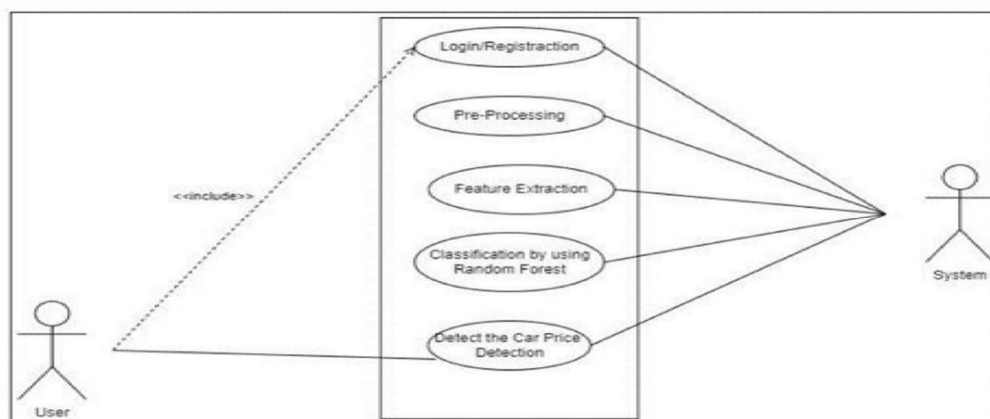 Login/Registraction
Pre-Processing
<<include>>
Feature Extraction
Classification by using
Random Forest
System
Detect the Car Price
Detection
User